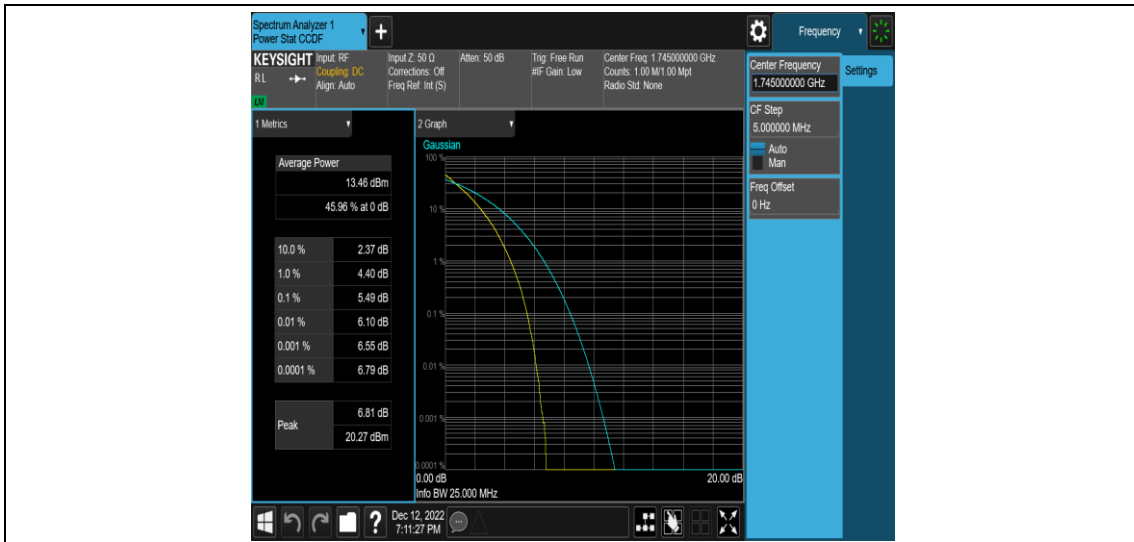 Spectrum Analyzer 1
Power Stat CCDF
Frequency
KEYSIGHT
RL
Input: RF
Coupling: DC
Align: Auto
Input Z: 50 Ω
Corrections: Off
Freq Ref: Int (S)
Atten: 50 dB
Trig: Free Run
#IF Gain: Low
Center Freq: 1.745000000 GHz
Counts: 1.00 M/1.00 Mpt
Radio Std: None
Center Frequency
1.745000000 GHz
Settings
CF Step
5.000000 MHz
Auto
Man
Freq Offset
0 Hz
1 Metrics
Average Power
13.46 dBm
45.96 % at 0 dB
10.0 % 2.37 dB
1.0 % 4.40 dB
0.1 % 5.49 dB
0.01 % 6.10 dB
0.001 % 6.55 dB
0.0001 % 6.79 dB
Peak
6.81 dB
20.27 dBm
2 Graph
Gaussian
100 %
10 %
1 %
0.1 %
0.01 %
0.001 %
0.0001 %
0.00 dB 20.00 dB
Info BW 25.000 MHz
Dec 12, 2022
7:11:27 PM